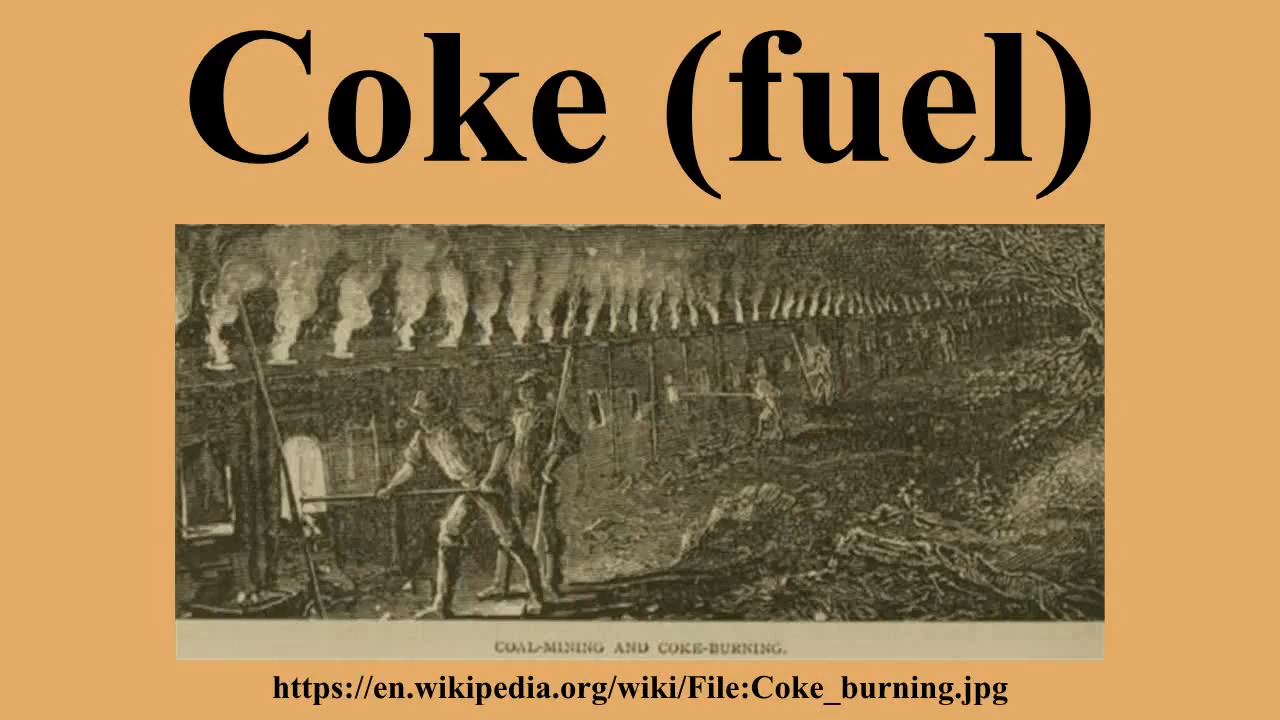 Coke (fuel)
COAL-MINING AND COKE-BURNING.
https://en.wikipedia.org/wiki/File:Coke_burning.jpg